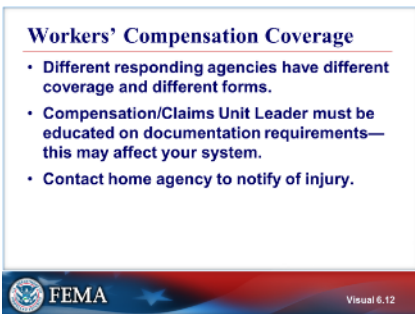 Workers' Compensation Coverage
• Different responding agencies have different
coverage and different forms.
• Compensation/Claims Unit Leader must be
educated on documentation requirements—
this may affect your system.
• Contact home agency to notify of injury.
FEMA
Visual 6.12